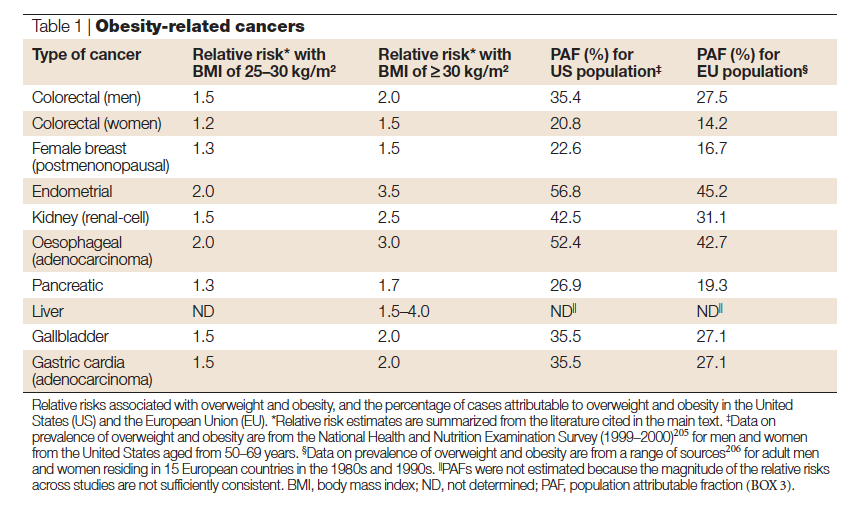 Table 1 | Obesity-related cancers
Type of cancer Relative risk* with BMI of 25–30 kg/m² Relative risk* with BMI of ≥ 30 kg/m² PAF (%) for US population‡ PAF (%) for EU population§
Colorectal (men) 1.5 2.0 35.4 27.5
Colorectal (women) 1.2 1.5 20.8 14.2
Female breast (postmenonopausal) 1.3 1.5 22.6 16.7
Endometrial 2.0 3.5 56.8 45.2
Kidney (renal-cell) 1.5 2.5 42.5 31.1
Oesophageal (adenocarcinoma) 2.0 3.0 52.4 42.7
Pancreatic 1.3 1.7 26.9 19.3
Liver ND 1.5–4.0 ND‖ ND‖
Gallbladder 1.5 2.0 35.5 27.1
Gastric cardia (adenocarcinoma) 1.5 2.0 35.5 27.1
Relative risks associated with overweight and obesity, and the percentage of cases attributable to overweight and obesity in the United
States (US) and the European Union (EU). *Relative risk estimates are summarized from the literature cited in the main text. ‡Data on
prevalence of overweight and obesity are from the National Health and Nutrition Examination Survey (1999–2000)205 for men and women
from the United States aged from 50–69 years. §Data on prevalence of overweight and obesity are from a range of sources206 for adult men
and women residing in 15 European countries in the 1980s and 1990s. ‖PAFs were not estimated because the magnitude of the relative risks
across studies are not sufficiently consistent. BMI, body mass index; ND, not determined; PAF, population attributable fraction (BOX 3).